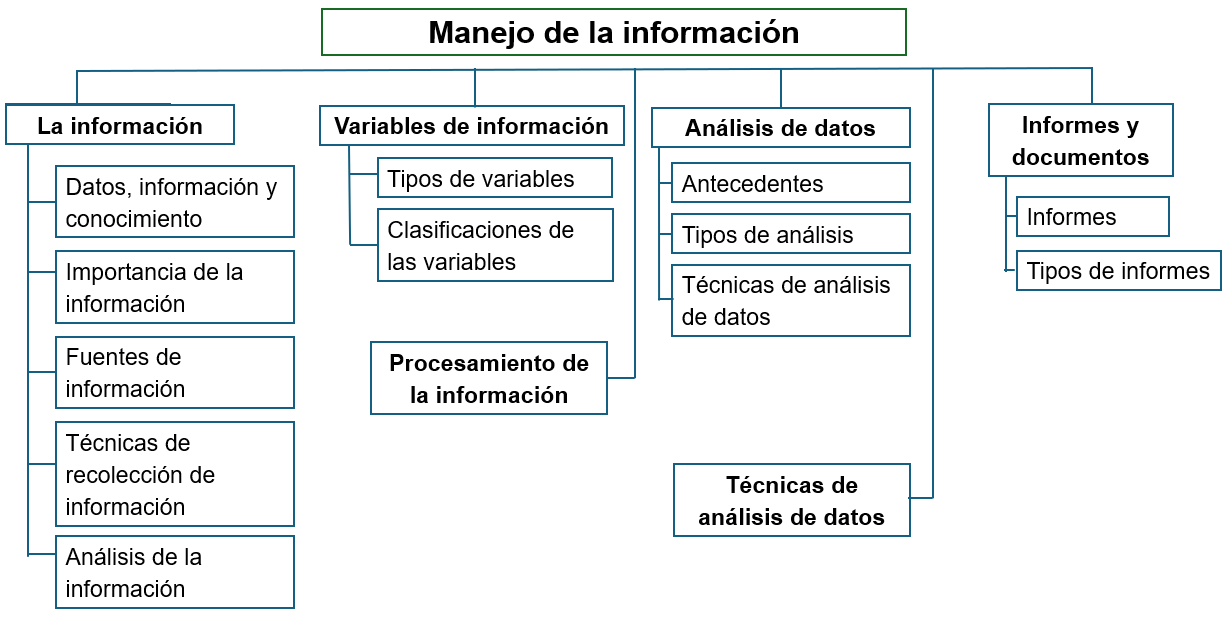 Manejo de la información
La información
Datos, información y
conocimiento
Importancia de la
información
Fuentes de
información
Técnicas de
recolección de
información
Análisis de la
información
Variables de información
Tipos de variables
Clasificaciones de
las variables
Procesamiento de
la información
Análisis de datos
Antecedentes
Tipos de análisis
Técnicas de análisis
de datos
Técnicas de
análisis de datos
Informes y
documentos
Informes
Tipos de informes